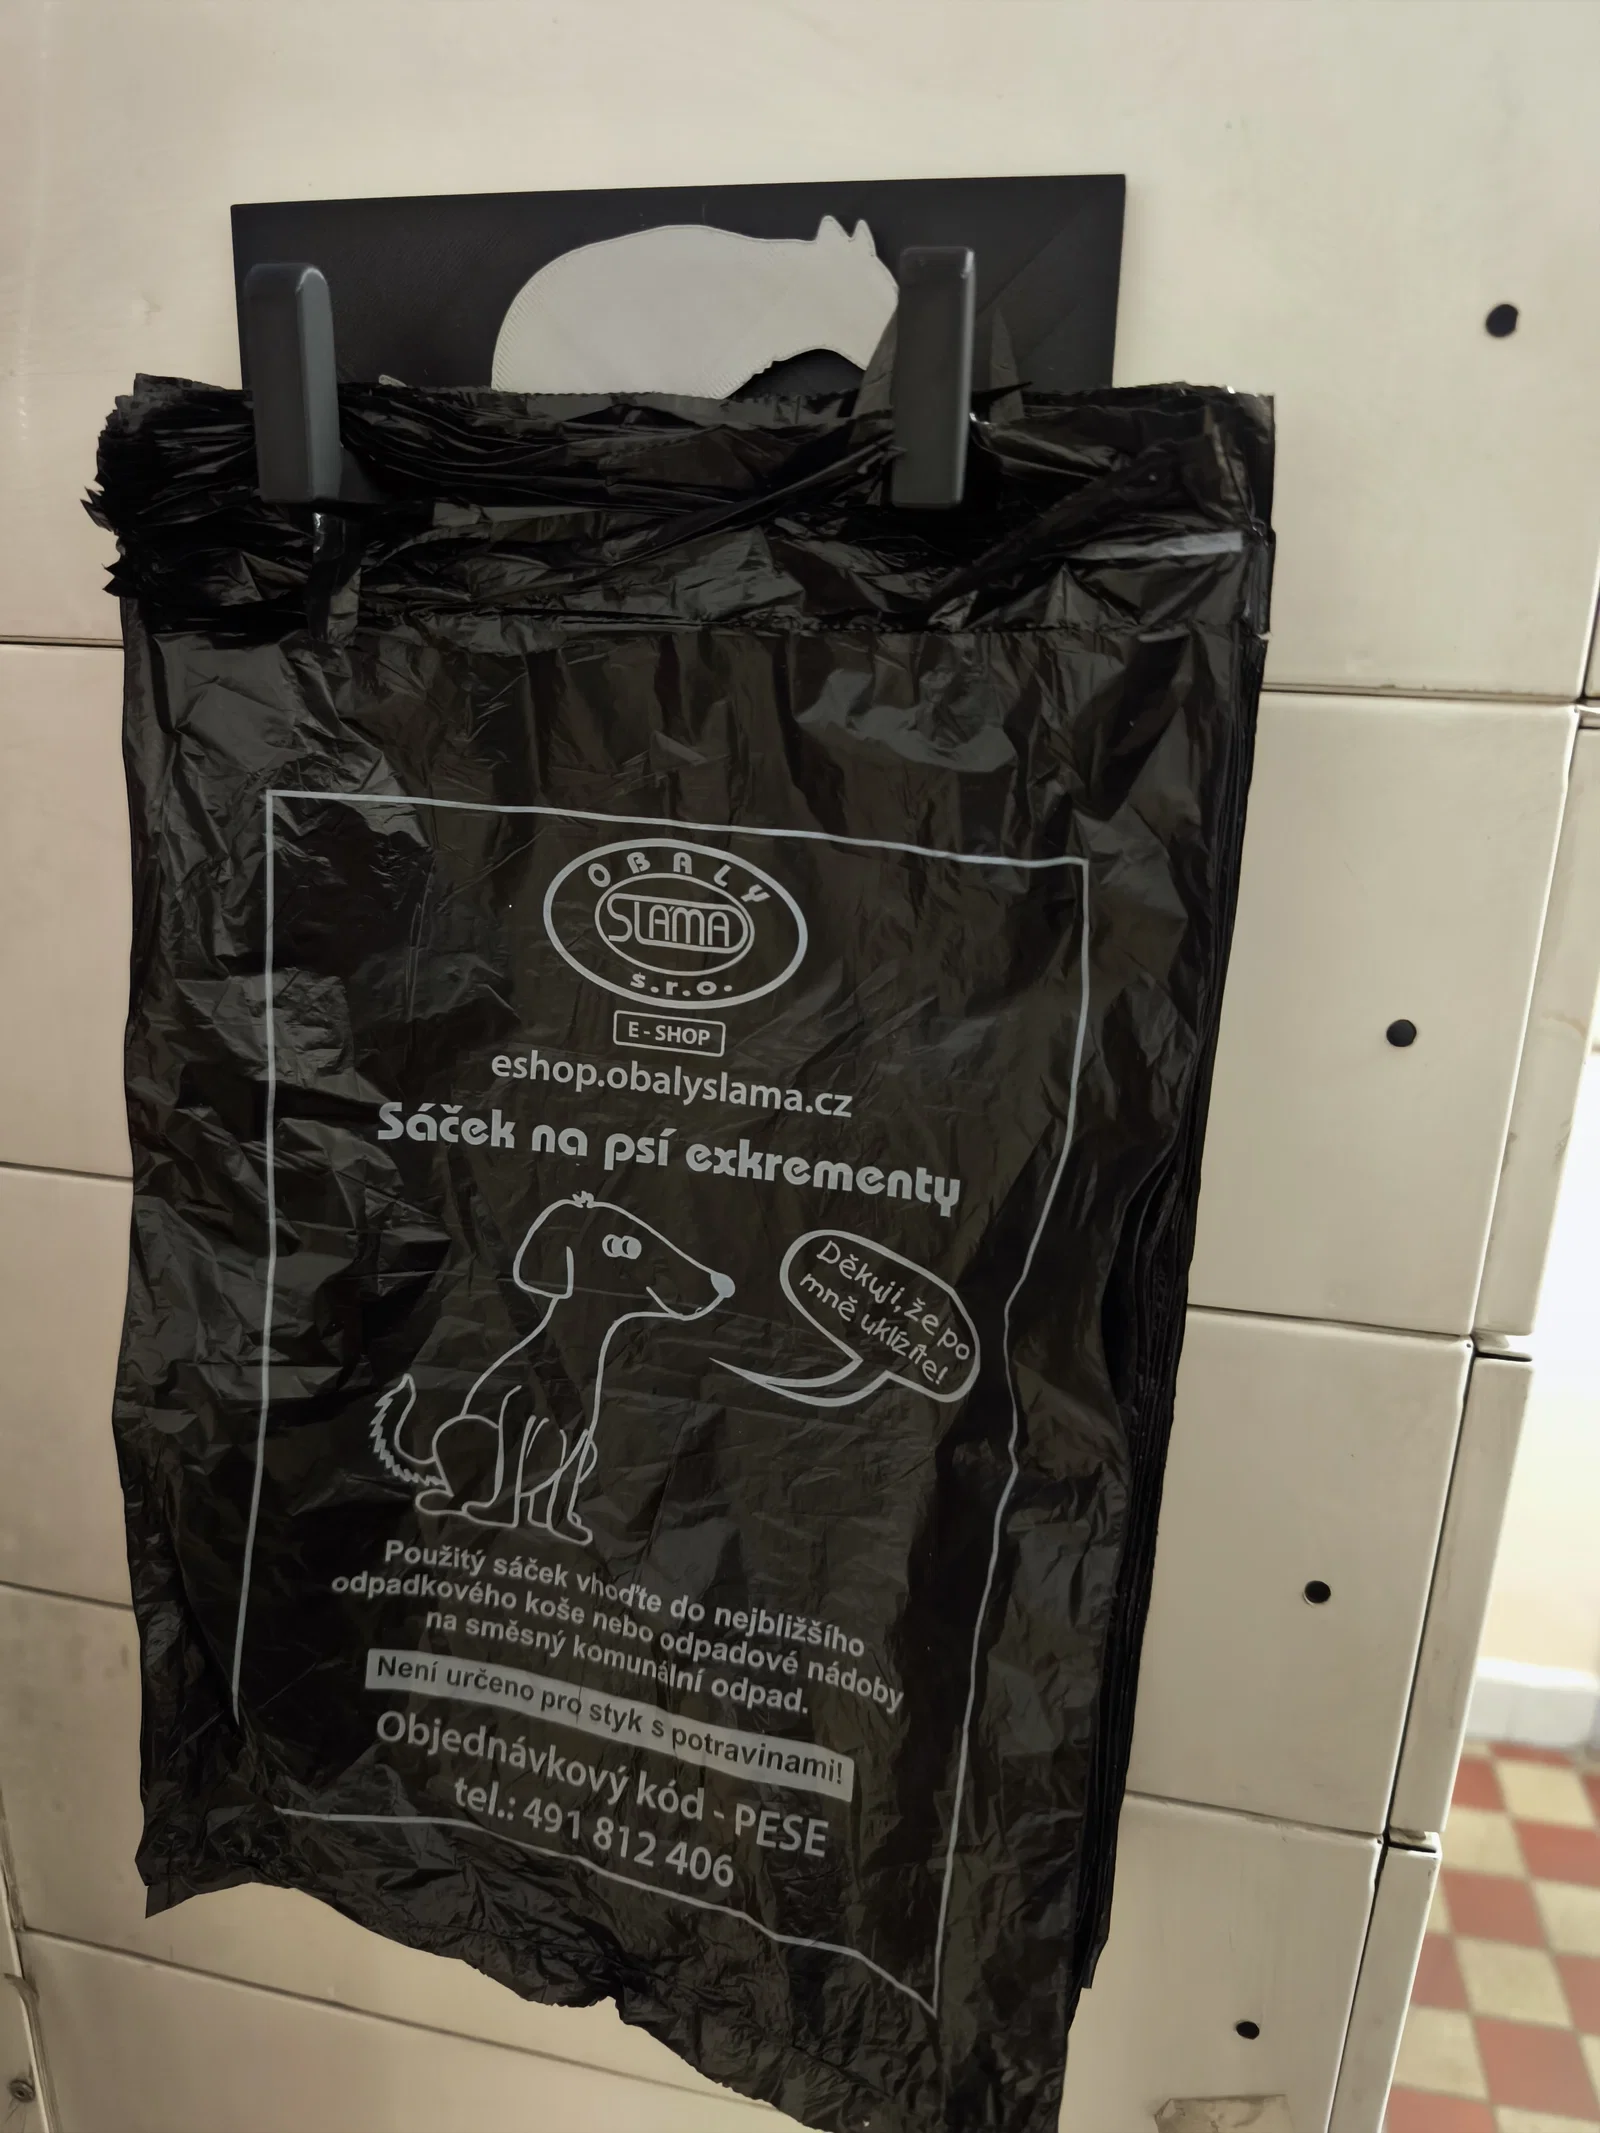 OBALY
SLÁMA
s.r.o.
E - SHOP
eshop.obalyslama.cz
Sáček na psí exkrementy
Děkuji, že po
mně uklízíte!
Použitý sáček vhoďte do nejbližšího
odpadkového koše nebo odpadové nádoby
na směsný komunální odpad.
Není určeno pro styk s potravinami!
Objednávkový kód - PESE
tel.: 491 812 406